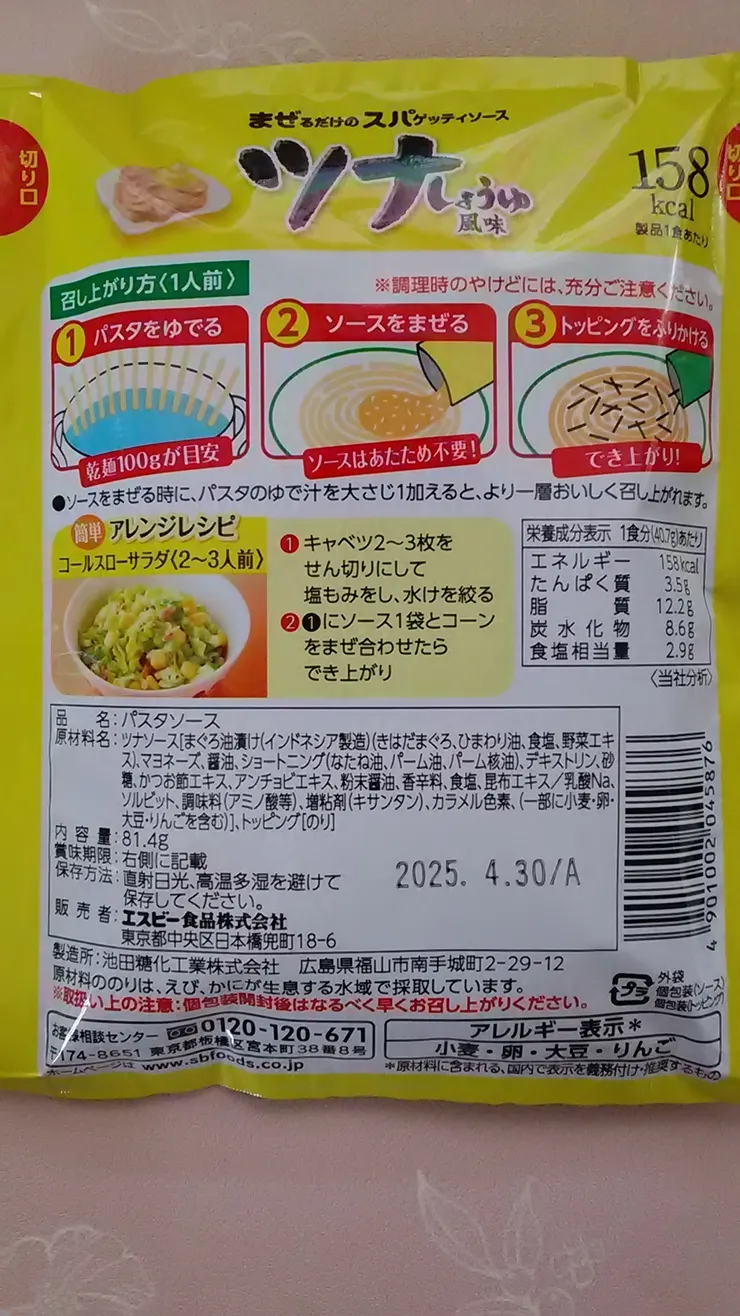 切り口
切り口
まぜるだけのスパゲッティソース
ツナしょうゆ
風味
158
kcal
製品1食あたり
召し上がり方〈1人前〉
※調理時のやけどには、充分ご注意ください。
1 パスタをゆでる
乾麺100gが目安
2 ソースをまぜる
ソースはあたため不要!
3 トッピングをふりかける
でき上がり!
●ソースをまぜる時に、パスタのゆで汁を大さじ1加えると、より一層おいしく召し上がれます。
簡単 アレンジレシピ
コールスローサラダ〈2〜3人前〉
❶キャベツ2〜3枚を
せん切りにして
塩もみをし、水けを絞る
❷❶にソース1袋とコーン
をまぜ合わせたら
でき上がり
栄養成分表示 1食分(40.7g)あたり
エネルギー 158kcal
たんぱく質 3.5g
脂質 12.2g
炭水化物 8.6g
食塩相当量 2.9g
〈当社分析〉
品名:パスタソース
原材料名:ツナソース[まぐろ油漬け(インドネシア製造)(きはだまぐろ、ひまわり油、食塩、野菜エキ
ス)、マヨネーズ、醤油、ショートニング(なたね油、パーム油、パーム核油)、デキストリン、砂
糖、かつお節エキス、アンチョビエキス、粉末醤油、香辛料、食塩、昆布エキス/乳酸Na、
ソルビット、調味料(アミノ酸等)、増粘剤(キサンタン)、カラメル色素、(一部に小麦・卵・
大豆・りんごを含む)]、トッピング[のり]
内容量:81.4g
賞味期限:右側に記載
保存方法:直射日光、高温多湿を避けて
保存してください。
2025. 4.30/A
販売者:エスビー食品株式会社
東京都中央区日本橋兜町18-6
4 901002 045876
製造所:池田糖化工業株式会社 広島県福山市南手城町2-29-12
原材料ののりは、えび、かにが生息する水域で採取しています。
※取扱い上の注意:個包装開封後はなるべく早くお召し上がりください。
プラ
外袋
個包装(ソース)
個包装(トッピング)
お客様相談センター 0120-120-671
〒174-8651 東京都板橋区宮本町38番8号
ホームページは www.sbfoods.co.jp
アレルギー表示*
小麦・卵・大豆・りんご
*原材料に含まれる、国内で表示を義務付け・推奨するもの